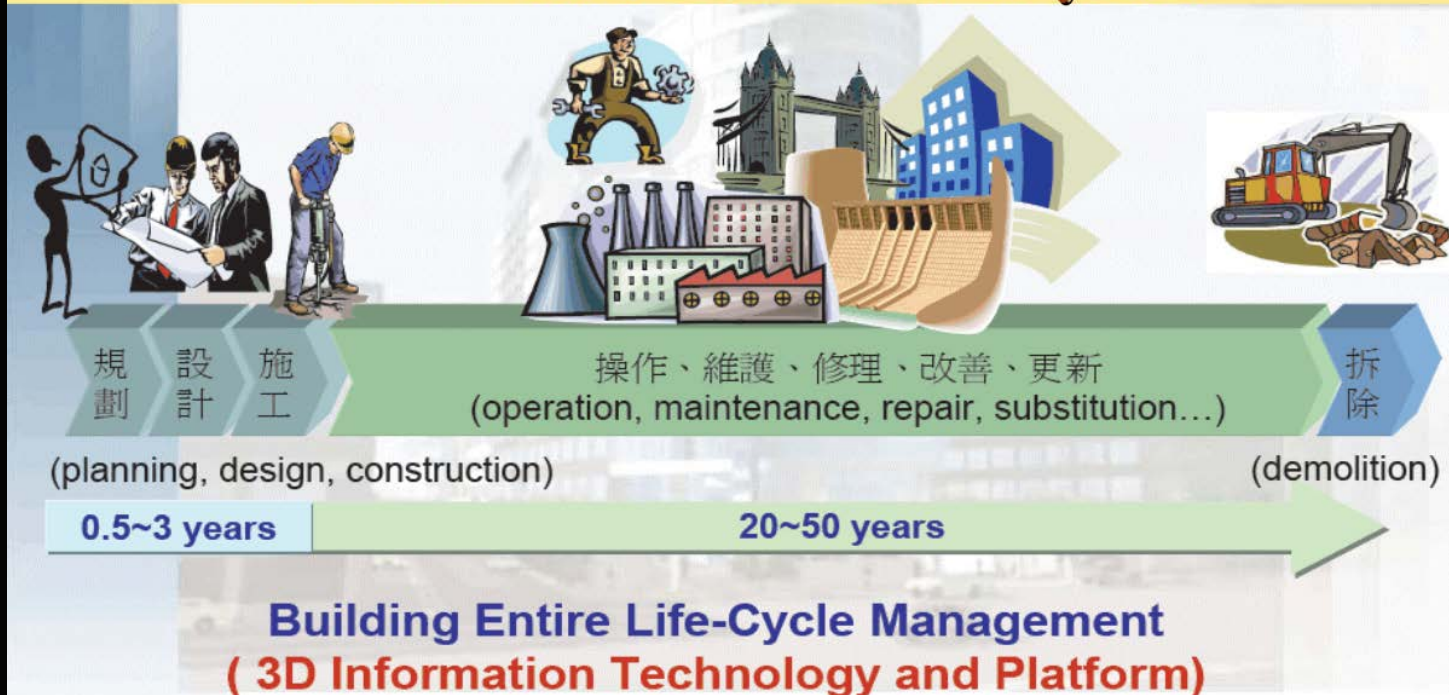 規劃
設計
施工
操作、維護、修理、改善、更新
(operation, maintenance, repair, substitution…)
拆除
(planning, design, construction)
(demolition)
0.5~3 years
20~50 years
Building Entire Life-Cycle Management
( 3D Information Technology and Platform)